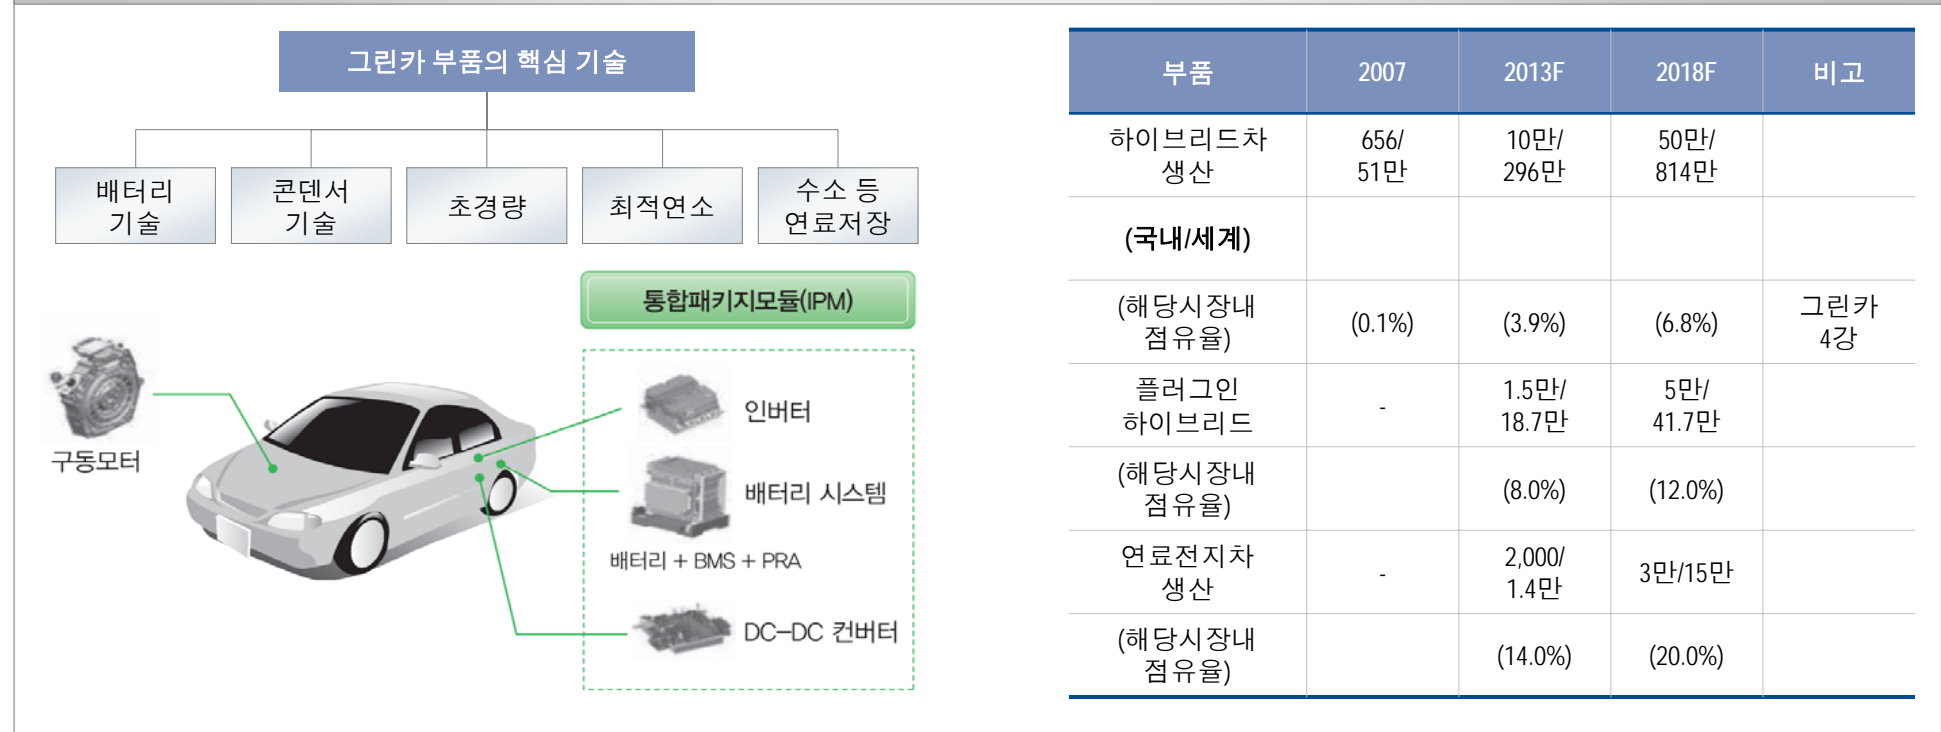 그린카 부품의 핵심 기술
배터리
기술
콘덴서
기술
초경량
최적연소
수소 등
연료저장
통합패키지모듈(IPM)
구동모터
인버터
배터리 시스템
배터리 + BMS + PRA
DC-DC 컨버터
부품 2007 2013F 2018F 비고
하이브리드차
생산
656/
51만
10만/
296만
50만/
814만
(국내/세계)
(해당시장내
점유율)
(0.1%)
(3.9%)
(6.8%)
그린카
4강
플러그인
하이브리드
-
1.5만/
18.7만
5만/
41.7만
(해당시장내
점유율)
(8.0%)
(12.0%)
연료전지차
생산
-
2,000/
1.4만
3만/15만
(해당시장내
점유율)
(14.0%)
(20.0%)